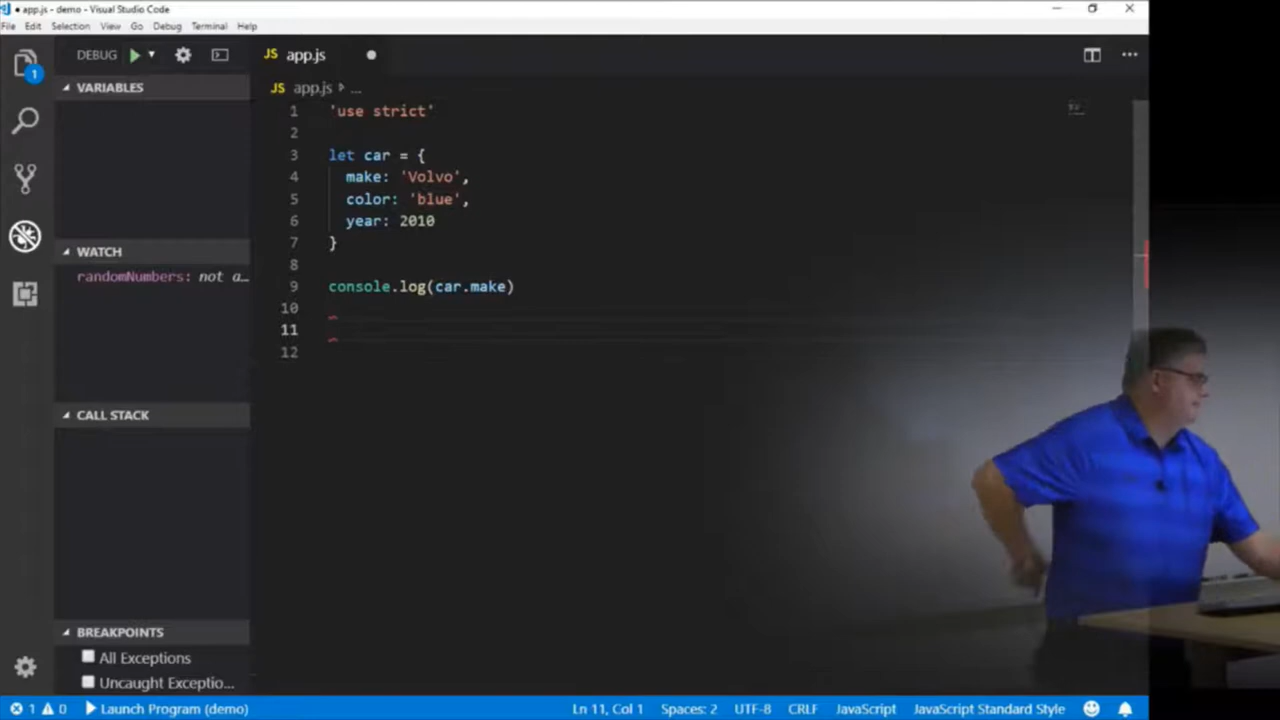 ● app.js - demo - Visual Studio Code
File Edit Selection View Go Debug Terminal Help
DEBUG
JS app.js
1
VARIABLES
JS app.js ...
1 'use strict'
2
3 let car = {
4 make: 'Volvo',
5 color: 'blue',
6 year: 2010
7 }
8
9 console.log(car.make)
10
11
12
WATCH
randomNumbers: not a…
CALL STACK
BREAKPOINTS
All Exceptions
Uncaught Exceptio…
1 0 Launch Program (demo) Ln 11, Col 1 Spaces: 2 UTF-8 CRLF JavaScript JavaScript Standard Style